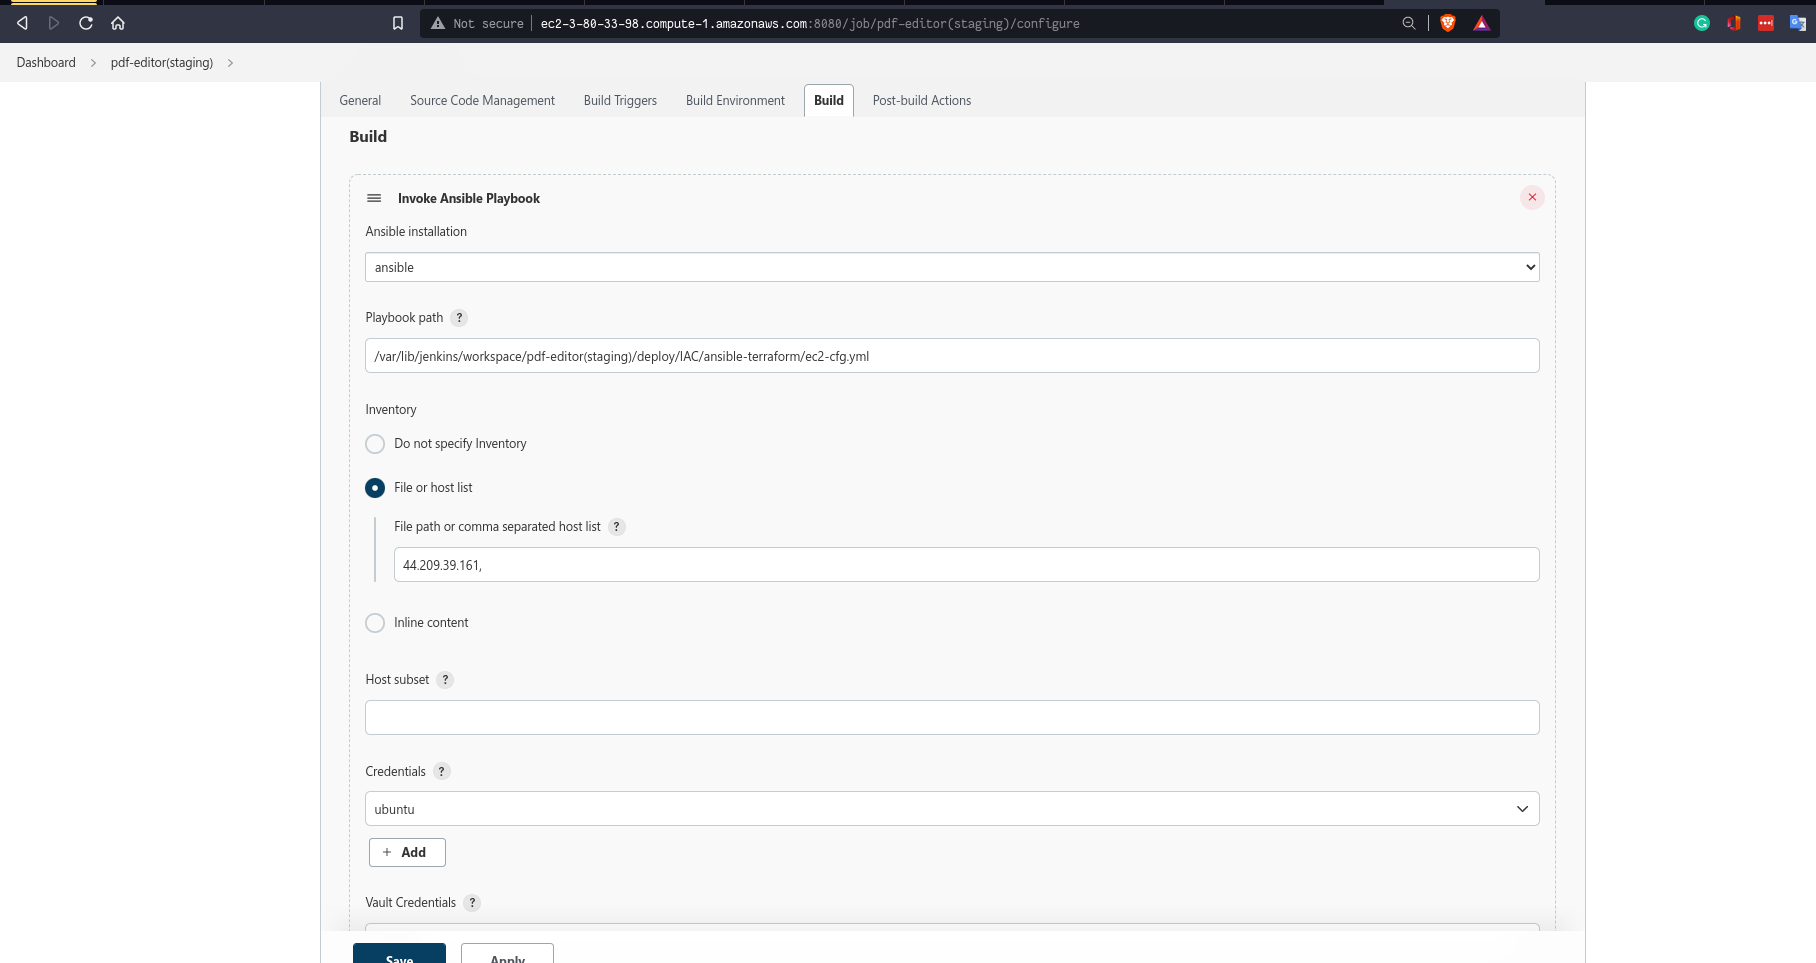 Not secure ec2-3-80-33-98.compute-1.amazonaws.com:8080/job/pdf-editor(staging)/configure
Dashboard > pdf-editor(staging) >
General Source Code Management Build Triggers Build Environment Build Post-build Actions
Build
Invoke Ansible Playbook
Ansible installation
ansible
Playbook path ?
/var/lib/jenkins/workspace/pdf-editor(staging)/deploy/IAC/ansible-terraform/ec2-cfg.yml
Inventory
Do not specify Inventory
File or host list
File path or comma separated host list ?
44.209.39.161,
Inline content
Host subset ?
Credentials ?
ubuntu
+ Add
Vault Credentials ?
Save Apply